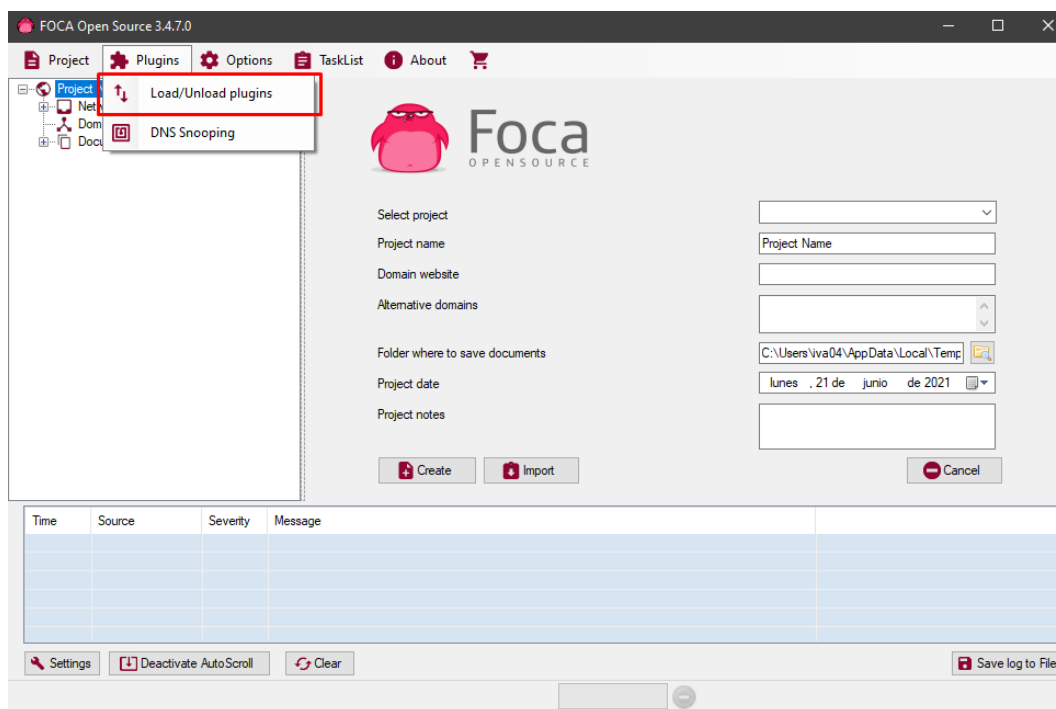 FOCA Open Source 3.4.7.0
Project Plugins Options TaskList About
Project
Load/Unload plugins
DNS Snooping
Foca
OPENSOURCE
Select project
Project name Project Name
Domain website
Alternative domains
Folder where to save documents C:\Users\iva04\AppData\Local\Temp
Project date lunes , 21 de junio de 2021
Project notes
Create Import Cancel
Time Source Severity Message
Settings Deactivate AutoScroll Clear Save log to File